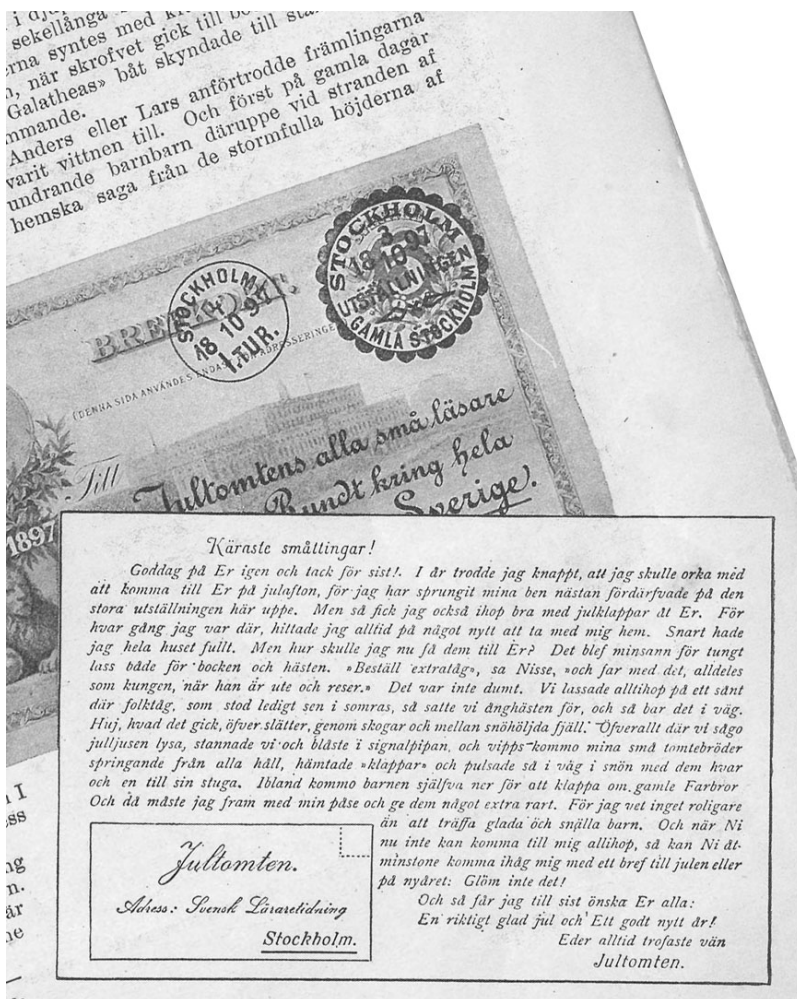 i djup
sekellånga
rna syntes med
n, när skrofvet gick till
Galatheas» båt skyndade till
mmande.
Anders eller Lars anförtrodde främlingarna
varit vittnen till. Och först på gamla dagar
undrande barnbarn däruppe vid stranden af
hemska saga från de stormfulla höjderna af
STOCKHOLM
3
18 10 97
UTSTÄLLNINGEN
GAMLA STOCKHOLM
STOCKHOLM
18 10 97
1.TUR.
(DENNA SIDA ANVÄNDES ENDAST FÖR ADRESSERINGE
Till
Jultomtens alla små läsare
Rundt kring hela
Sverige.
1897
Käraste småttingar!
Goddag på Er igen och tack för sist!. I år trodde jag knappt, att jag skulle orka med
att komma till Er på julafton, för jag har sprungit mina ben nästan fördärfvade på den
stora utställningen här uppe. Men så fick jag också ihop bra med julklappar åt Er. För
hvar gång jag var där, hittade jag alltid på något nytt att ta med mig hem. Snart hade
jag hela huset fullt. Men hur skulle jag nu få dem till Er? Det blef minsann för tungt
lass både för bocken och hästen. »Beställ extratåg», sa Nisse, »och far med det, alldeles
som kungen, när han är ute och reser.» Det var inte dumt. Vi lassade alltihop på ett sånt
där folktåg, som stod ledigt sen i somras, så satte vi ånghästen för, och så bar det i väg.
Huj, hvad det gick, öfver slätter, genom skogar och mellan snöhöljda fjäll. Öfverallt där vi sågo
julljusen lysa, stannade vi och blåste i signalpipan, och vipps kommo mina små tomtebröder
springande från alla håll, hämtade »klappar» och pulsade så i väg i snön med dem hvar
och en till sin stuga. Ibland kommo barnen själfva ner för att klappa om gamle Farbror
Och då måste jag fram med min påse och ge dem något extra rart. För jag vet inget roligare
än att träffa glada och snälla barn. Och när Ni
nu inte kan komma till mig allihop, så kan Ni åt-
minstone komma ihåg mig med ett bref till julen eller
på nyåret: Glöm inte det!
Och så får jag till sist önska Er alla:
En riktigt glad jul och Ett godt nytt år!
Eder alltid trofaste vän
Jultomten.
Jultomten.
Adress: Svensk Läraretidning
Stockholm.